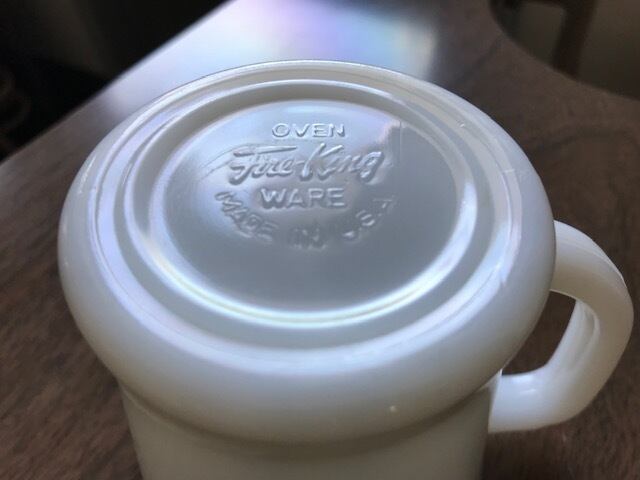 OVEN
Fire-King
WARE
MADE IN U.S.A.